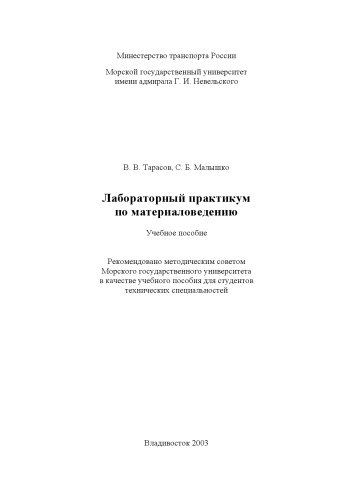 Минестерство транспорта России
Морской государственный университет
имени адмирала Г. И. Невельского
В. В. Тарасов, С. Б. Малышко
Лабораторный практикум
по материаловедению
Учебное пособие
Рекомендовано методическим советом
Морского государственного университета
в качестве учебного пособия для студентов
технических специальностей
Владивосток 2003